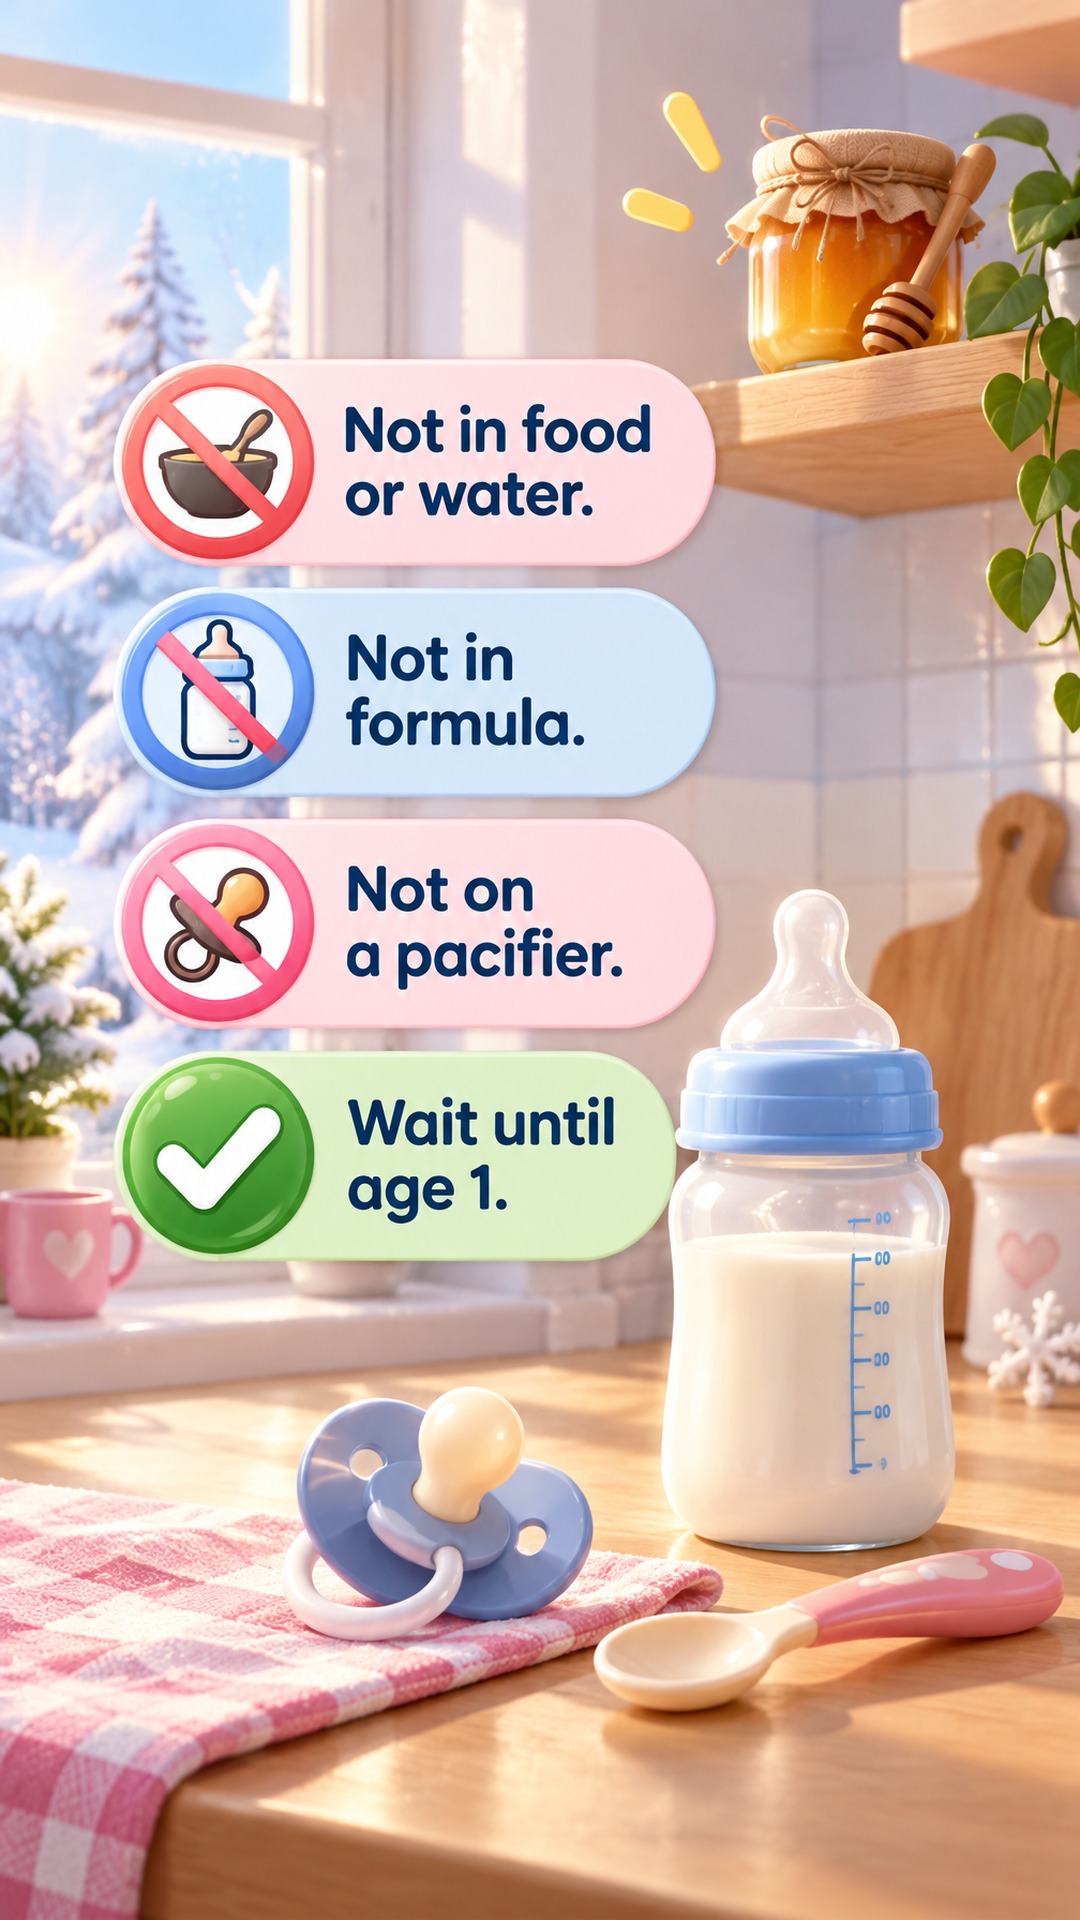 Not in food
or water.
Not in
formula.
Not on
a pacifier.
Wait until
age 1.